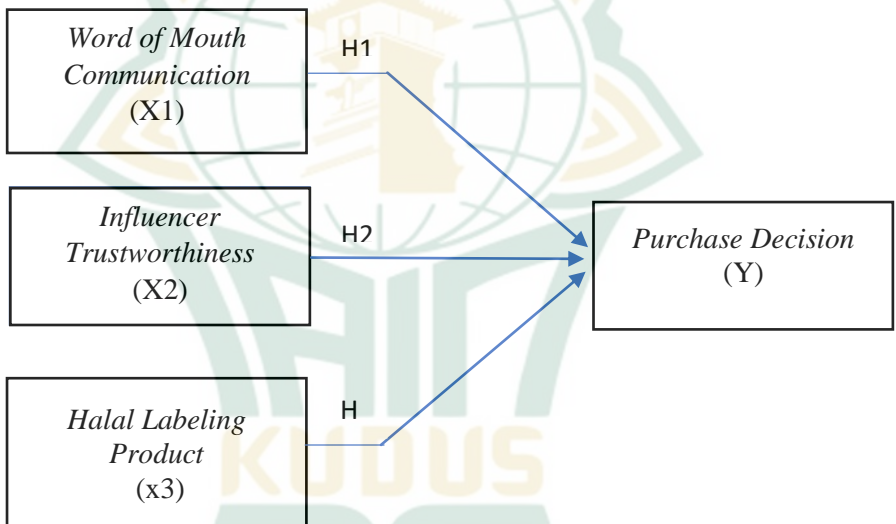 Word of Mouth
Communication
(X1)
H1
Influencer
Trustworthiness
(X2)
H2
Purchase Decision
(Y)
Halal Labeling
Product
(x3)
H
KUDUS